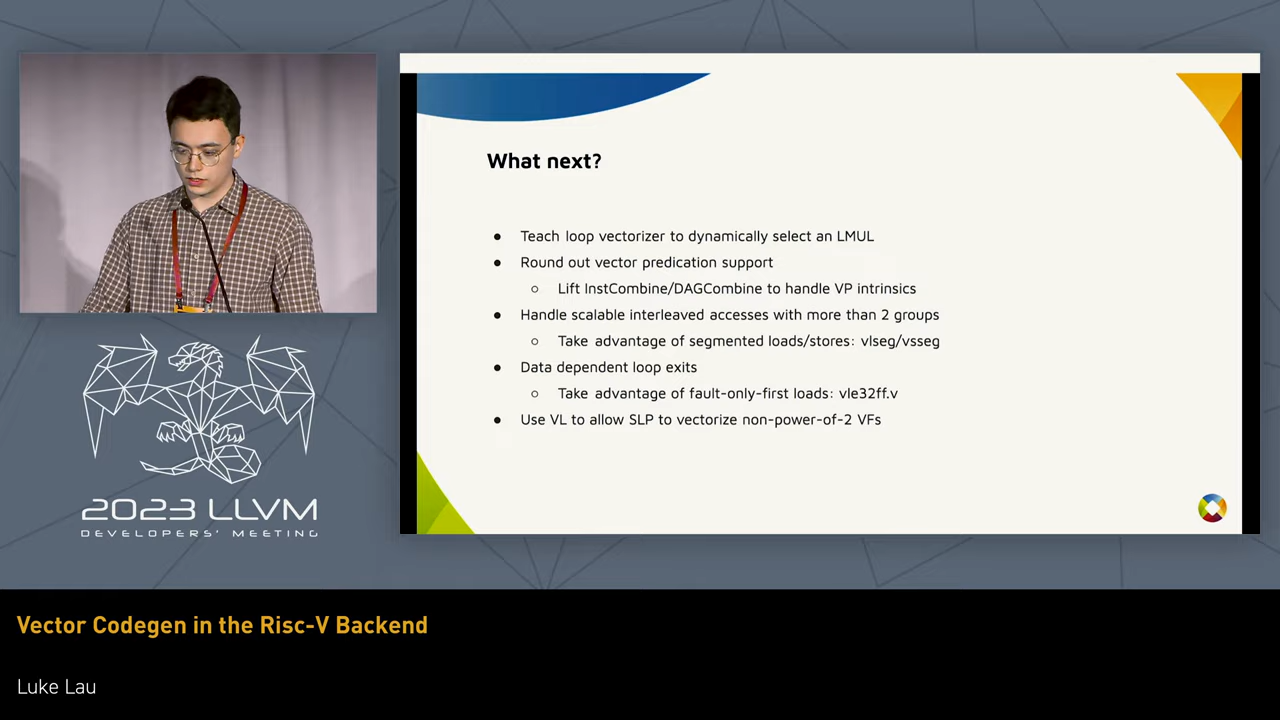 What next?
● Teach loop vectorizer to dynamically select an LMUL
● Round out vector predication support
○ Lift InstCombine/DAGCombine to handle VP intrinsics
● Handle scalable interleaved accesses with more than 2 groups
○ Take advantage of segmented loads/stores: vlseg/vsseg
● Data dependent loop exits
○ Take advantage of fault-only-first loads: vle32ff.v
● Use VL to allow SLP to vectorize non-power-of-2 VFs
2023 LLVM
DEVELOPERS' MEETING
Vector Codegen in the Risc-V Backend
Luke Lau